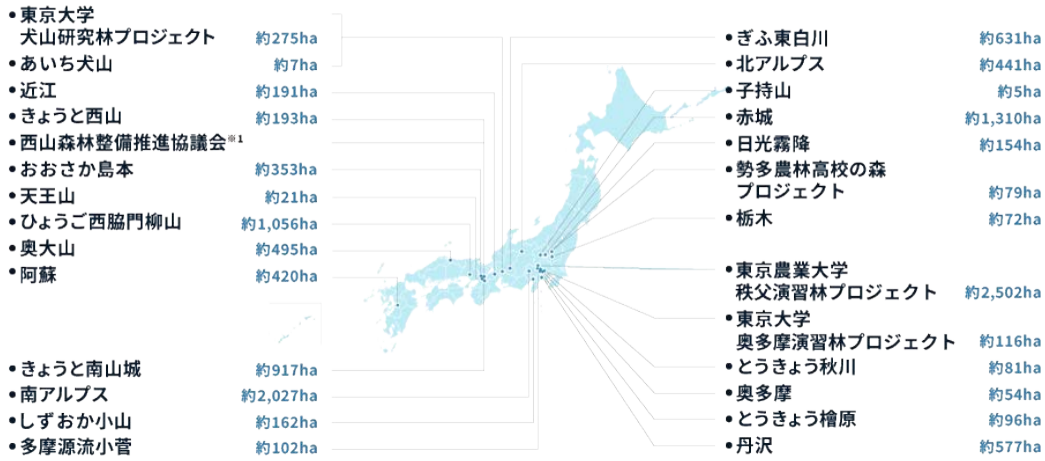 •東京大学
犬山研究林プロジェクト 約275ha
•あいち犬山 約7ha
•近江 約191ha
•きょうと西山 約193ha
•西山森林整備推進協議会※1
•おおさか島本 約353ha
•天王山 約21ha
•ひょうご西脇門柳山 約1,056ha
•奥大山 約495ha
•阿蘇 約420ha
•きょうと南山城 約917ha
•南アルプス 約2,027ha
•しずおか小山 約162ha
•多摩源流小菅 約102ha
•ぎふ東白川 約631ha
•北アルプス 約441ha
•子持山 約5ha
•赤城 約1,310ha
•日光霧降 約154ha
•勢多農林高校の森
プロジェクト 約79ha
•栃木 約72ha
•東京農業大学
秩父演習林プロジェクト 約2,502ha
•東京大学
奥多摩演習林プロジェクト 約116ha
•とうきょう秋川 約81ha
•奥多摩 約54ha
•とうきょう檜原 約96ha
•丹沢 約577ha